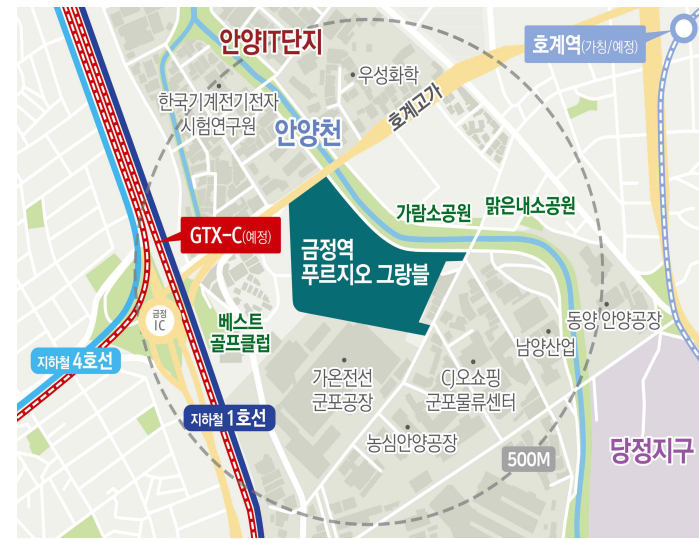 안양IT단지
호계역(가칭/예정)
우성화학
한국기계전기전자
시험연구원
호계고가
안양천
가람소공원
맑은내소공원
GTX-C(예정)
금정역
푸르지오 그랑블
금정
IC
베스트
골프클럽
동양 안양공장
남양산업
지하철 4호선
가온전선
군포공장
CJ오쇼핑
군포물류센터
지하철 1호선
농심안양공장
500M
당정지구